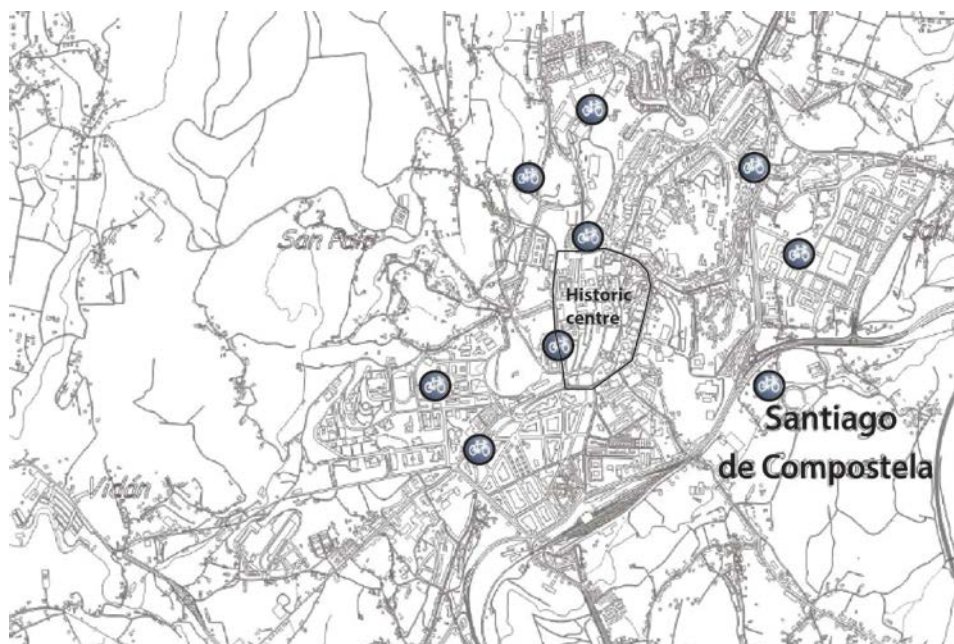 San Paio
Historic
centre
Santiago
de Compostela
Vidán